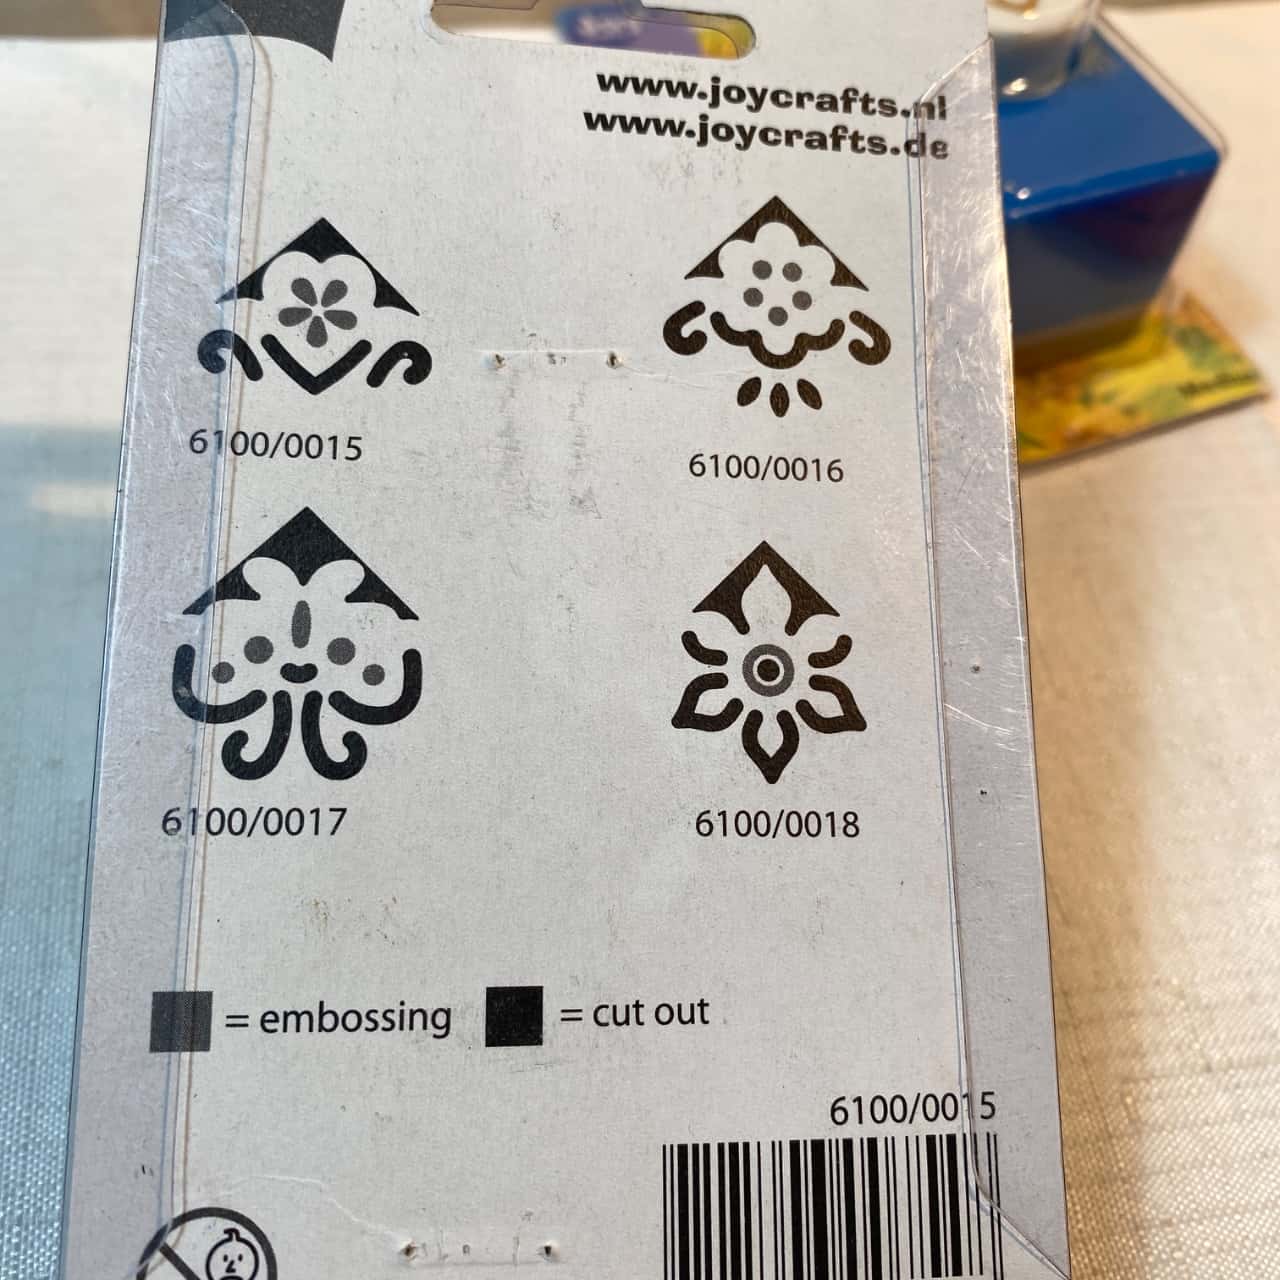 www.joycrafts.nl
www.joycrafts.de
6100/0015
6100/0016
6100/0017
6100/0018
= embossing
= cut out
6100/0015